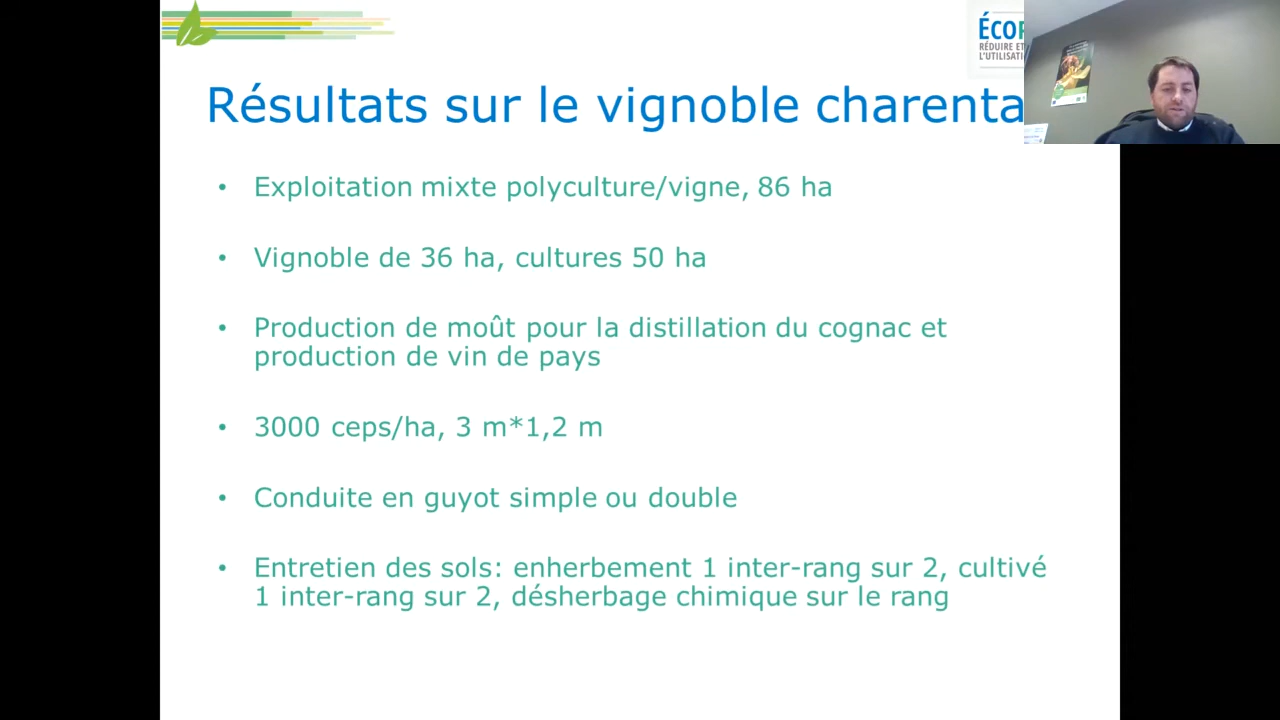 ÉCO
RÉDUIRE ET
L'UTILISATI
Résultats sur le vignoble charenta
• Exploitation mixte polyculture/vigne, 86 ha
• Vignoble de 36 ha, cultures 50 ha
• Production de moût pour la distillation du cognac et
production de vin de pays
• 3000 ceps/ha, 3 m*1,2 m
• Conduite en guyot simple ou double
• Entretien des sols: enherbement 1 inter-rang sur 2, cultivé
1 inter-rang sur 2, désherbage chimique sur le rang